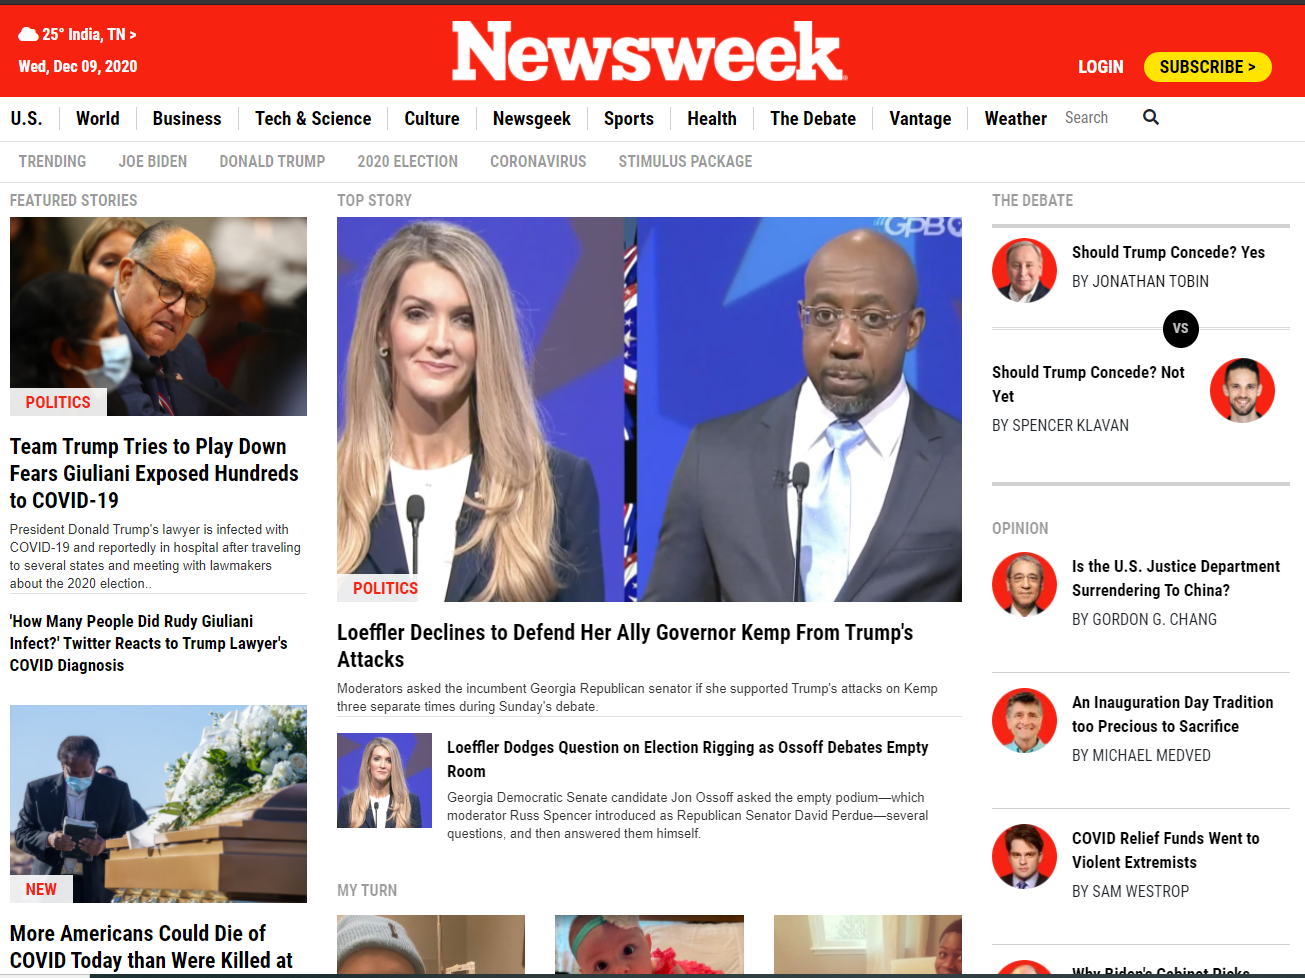 25° India, TN >
Wed, Dec 09, 2020
Newsweek
LOGIN
SUBSCRIBE >
U.S.
World
Business
Tech & Science
Culture
Newsgeek
Sports
Health
The Debate
Vantage
Weather
Search
TRENDING
JOE BIDEN
DONALD TRUMP
2020 ELECTION
CORONAVIRUS
STIMULUS PACKAGE
FEATURED STORIES
POLITICS
Team Trump Tries to Play Down
Fears Giuliani Exposed Hundreds
to COVID-19
President Donald Trump's lawyer is infected with
COVID-19 and reportedly in hospital after traveling
to several states and meeting with lawmakers
about the 2020 election..
'How Many People Did Rudy Giuliani
Infect?' Twitter Reacts to Trump Lawyer's
COVID Diagnosis
NEW
More Americans Could Die of
COVID Today than Were Killed at
TOP STORY
GPB
POLITICS
Loeffler Declines to Defend Her Ally Governor Kemp From Trump's
Attacks
Moderators asked the incumbent Georgia Republican senator if she supported Trump's attacks on Kemp
three separate times during Sunday's debate.
Loeffler Dodges Question on Election Rigging as Ossoff Debates Empty
Room
Georgia Democratic Senate candidate Jon Ossoff asked the empty podium—which
moderator Russ Spencer introduced as Republican Senator David Perdue—several
questions, and then answered them himself.
MY TURN
THE DEBATE
Should Trump Concede? Yes
BY JONATHAN TOBIN
VS
Should Trump Concede? Not
Yet
BY SPENCER KLAVAN
OPINION
Is the U.S. Justice Department
Surrendering To China?
BY GORDON G. CHANG
An Inauguration Day Tradition
too Precious to Sacrifice
BY MICHAEL MEDVED
COVID Relief Funds Went to
Violent Extremists
BY SAM WESTROP
Why Biden's Cabinet Picks